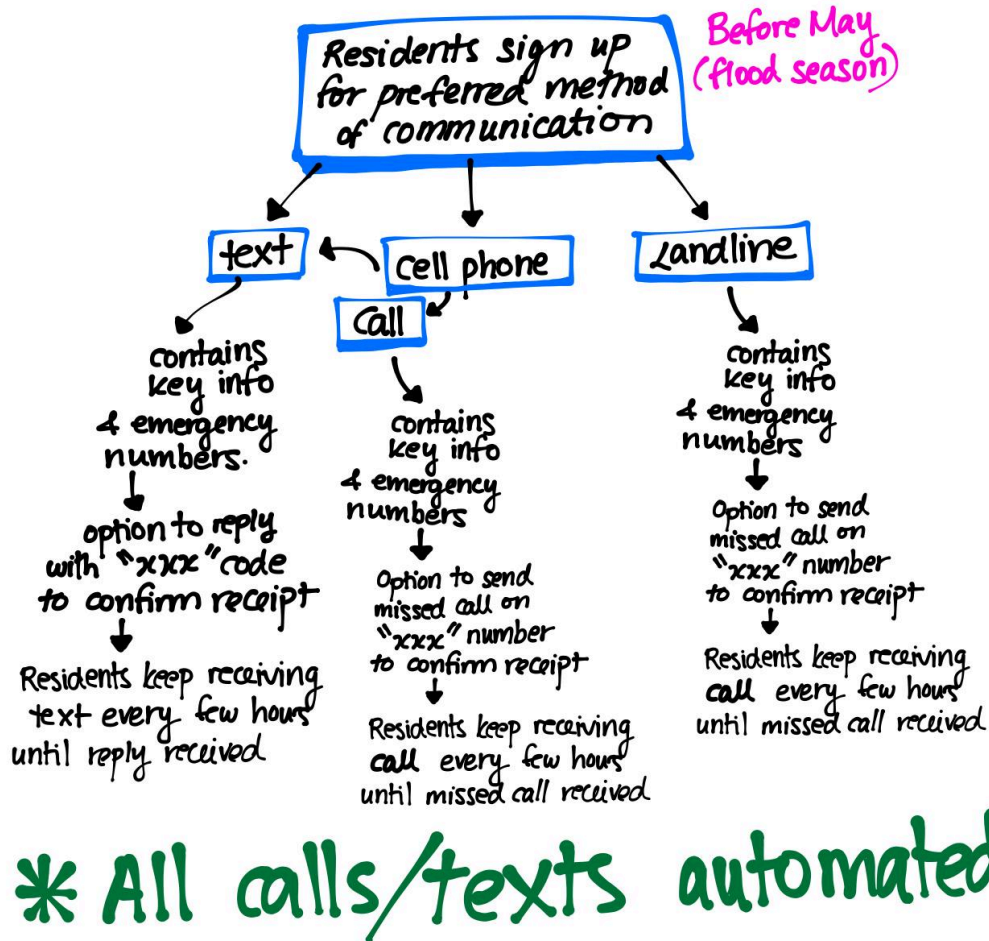 Residents sign up
for preferred method
of communication
Before May
(flood season)
text
cell phone
Call
Landline
contains
key info
& emergency
numbers.
option to reply
with "xxx" code
to confirm receipt
Residents keep receiving
text every few hours
until reply received
contains
key info
& emergency
numbers
Option to send
missed call on
"xxx" number
to confirm receipt
Residents keep receiving
call every few hours
until missed call received
contains
key info
& emergency
numbers
Option to send
missed call on
"xxx" number
to confirm receipt
Residents keep receiving
call every few hours
until missed call received
* All calls/texts automated